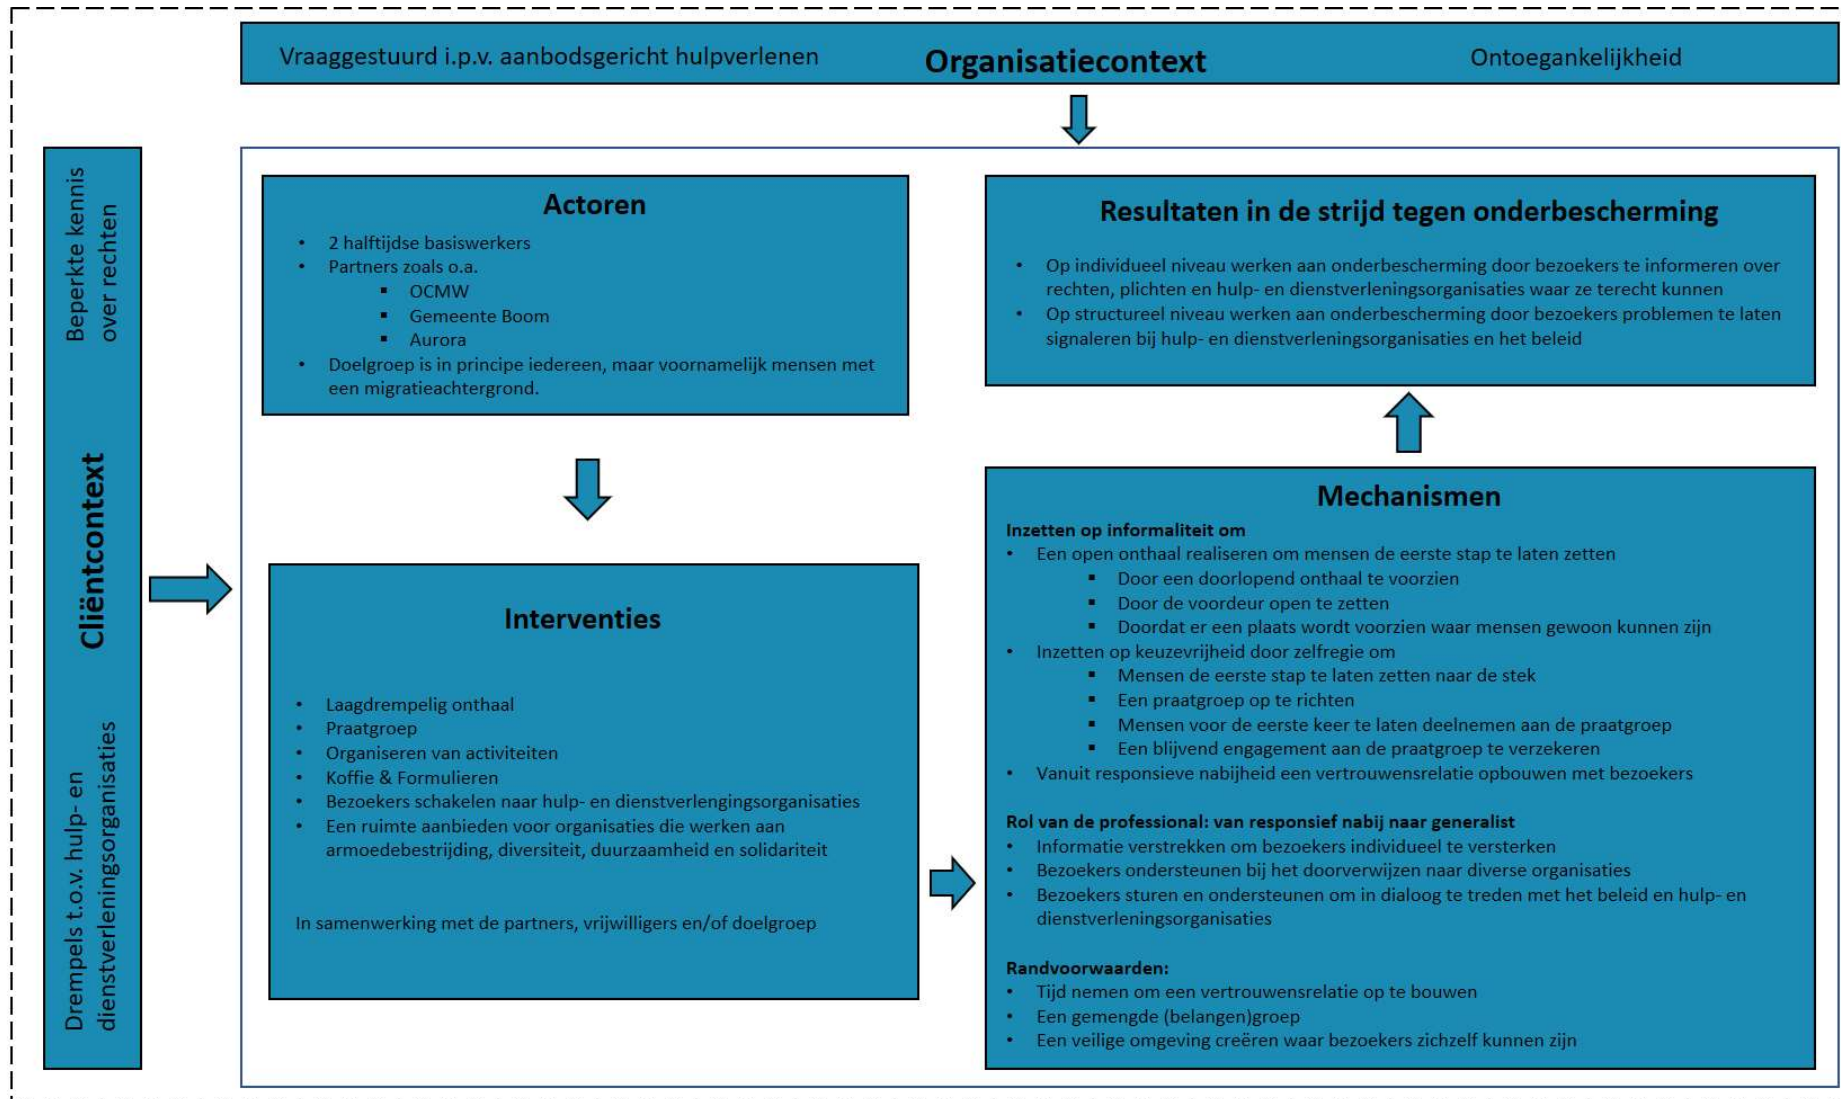 Vraaggestuurd i.p.v. aanbodsgericht hulpverlenen
Organisatiecontext
Ontoegankelijkheid
Beperkte kennis
over rechten
Cliëntcontext
Drempels t.o.v. hulp- en
dienstverleningsorganisaties
Actoren
• 2 halftijdse basiswerkers
• Partners zoals o.a.
▪ OCMW
▪ Gemeente Boom
▪ Aurora
• Doelgroep is in principe iedereen, maar voornamelijk mensen met
een migratieachtergrond.
Interventies
• Laagdrempelig onthaal
• Praatgroep
• Organiseren van activiteiten
• Koffie & Formulieren
• Bezoekers schakelen naar hulp- en dienstverlengingsorganisaties
• Een ruimte aanbieden voor organisaties die werken aan
armoedebestrijding, diversiteit, duurzaamheid en solidariteit
In samenwerking met de partners, vrijwilligers en/of doelgroep
Resultaten in de strijd tegen onderbescherming
• Op individueel niveau werken aan onderbescherming door bezoekers te informeren over
rechten, plichten en hulp- en dienstverleningsorganisaties waar ze terecht kunnen
• Op structureel niveau werken aan onderbescherming door bezoekers problemen te laten
signaleren bij hulp- en dienstverleningsorganisaties en het beleid
Mechanismen
Inzetten op informaliteit om
• Een open onthaal realiseren om mensen de eerste stap te laten zetten
▪ Door een doorlopend onthaal te voorzien
▪ Door de voordeur open te zetten
▪ Doordat er een plaats wordt voorzien waar mensen gewoon kunnen zijn
• Inzetten op keuzevrijheid door zelfregie om
▪ Mensen de eerste stap te laten zetten naar de stek
▪ Een praatgroep op te richten
▪ Mensen voor de eerste keer te laten deelnemen aan de praatgroep
▪ Een blijvend engagement aan de praatgroep te verzekeren
• Vanuit responsieve nabijheid een vertrouwensrelatie opbouwen met bezoekers
Rol van de professional: van responsief nabij naar generalist
• Informatie verstrekken om bezoekers individueel te versterken
• Bezoekers ondersteunen bij het doorverwijzen naar diverse organisaties
• Bezoekers sturen en ondersteunen om in dialoog te treden met het beleid en hulp- en
dienstverleningsorganisaties
Randvoorwaarden:
• Tijd nemen om een vertrouwensrelatie op te bouwen
• Een gemengde (belangen)groep
• Een veilige omgeving creëren waar bezoekers zichzelf kunnen zijn